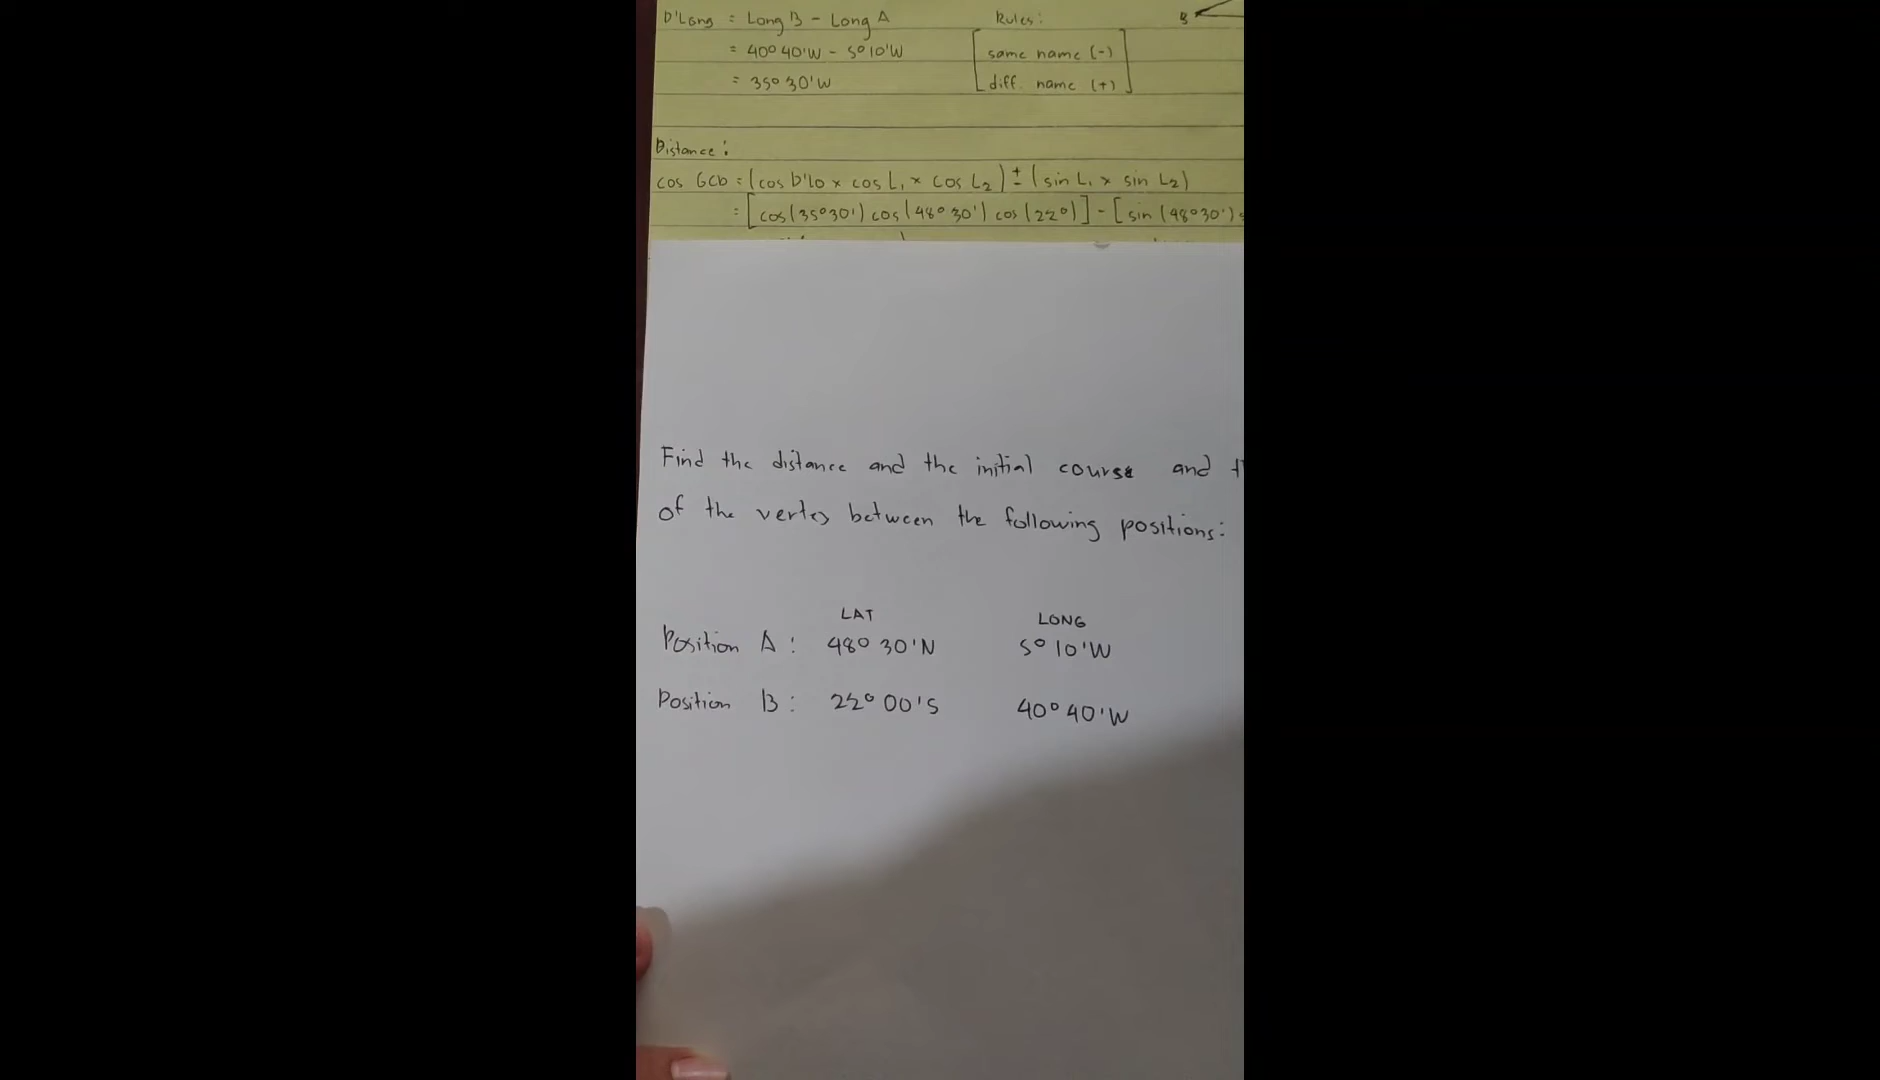 D'Long = Long B - Long A
= 40° 40'W - 5° 10'W
= 35° 30'W
Rules:
same name (-)
diff. name (+)
B
Distance:
cos GCD = (cos D'Lo × cos L₁ × cos L₂) ± (sin L₁ × sin L₂)
= [cos(35°30') cos(48°30') cos(22°)] - [sin(48°30')
Find the distance and the initial course and
of the vertex between the following positions:
LAT LONG
Position A: 48° 30'N 5° 10'W
Position B: 22° 00'S 40° 40'W